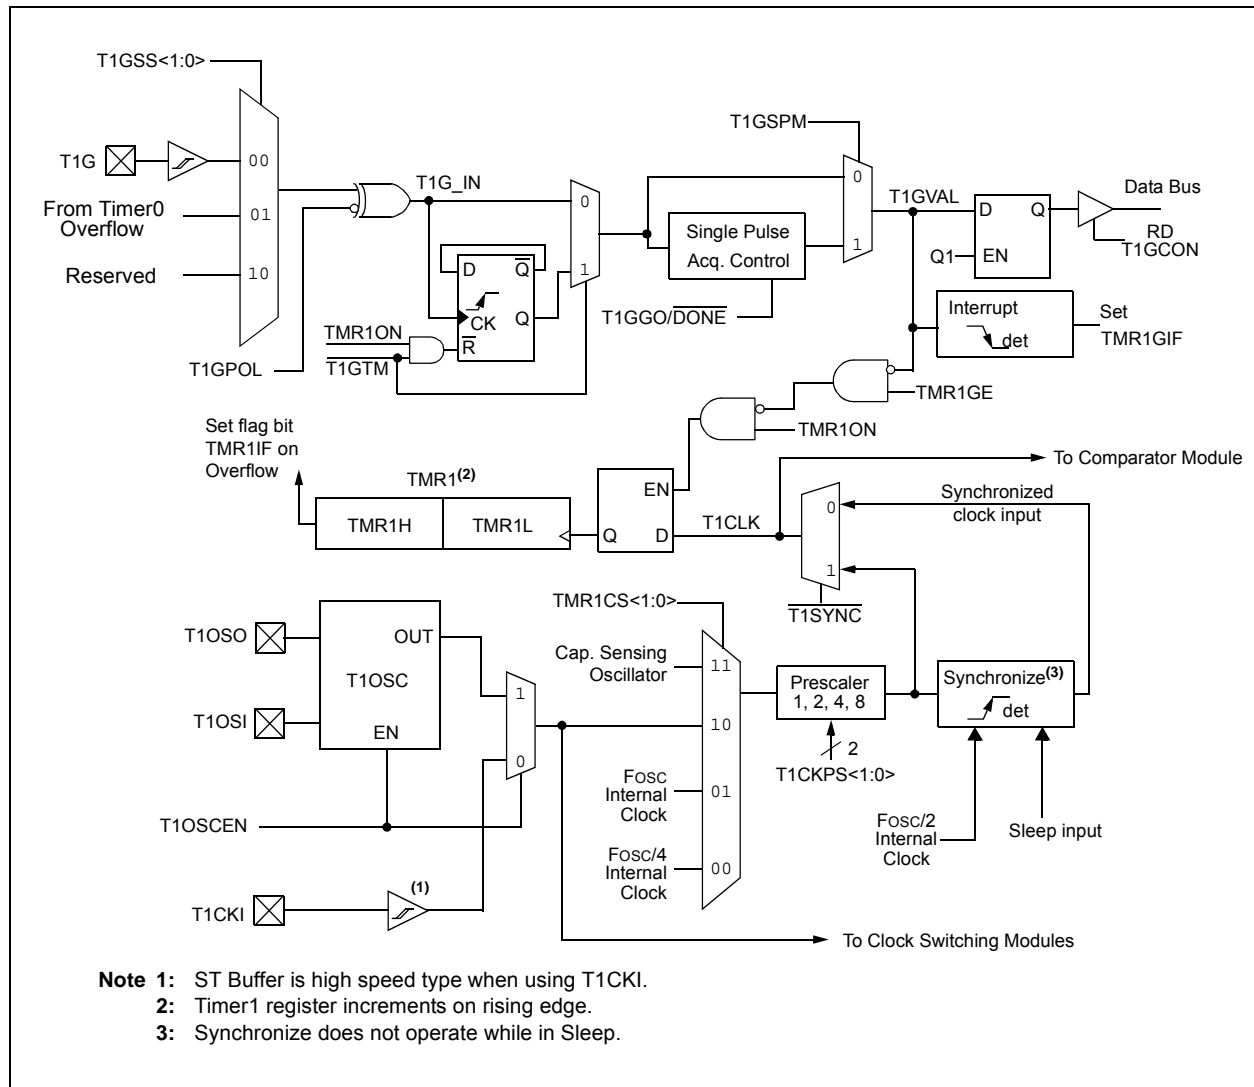 T1GSS<1:0>
T1G
00
From Timer0
Overflow
01
Reserved
10
T1GPOL
T1G_IN
0
1
D
Q
CK
Q
R
TMR1ON
T1GTM
T1GSPM
0
1
Single Pulse
Acq. Control
T1GGO/DONE
T1GVAL
D
Q
Q1
EN
Data Bus
RD
T1GCON
Interrupt
det
Set
TMR1GIF
TMR1GE
TMR1ON
Set flag bit
TMR1IF on
Overflow
TMR1(2)
TMR1H
TMR1L
EN
Q
D
T1CLK
To Comparator Module
0
1
Synchronized
clock input
T1SYNC
T1OSO
OUT
T1OSC
T1OSI
EN
1
0
T1OSCEN
T1CKI
(1)
TMR1CS<1:0>
Cap. Sensing
Oscillator
11
10
FOSC
Internal
Clock
01
FOSC/4
Internal
Clock
00
Prescaler
1, 2, 4, 8
2
T1CKPS<1:0>
Synchronize(3)
det
FOSC/2
Internal
Clock
Sleep input
To Clock Switching Modules
Note 1: ST Buffer is high speed type when using T1CKI.
2: Timer1 register increments on rising edge.
3: Synchronize does not operate while in Sleep.